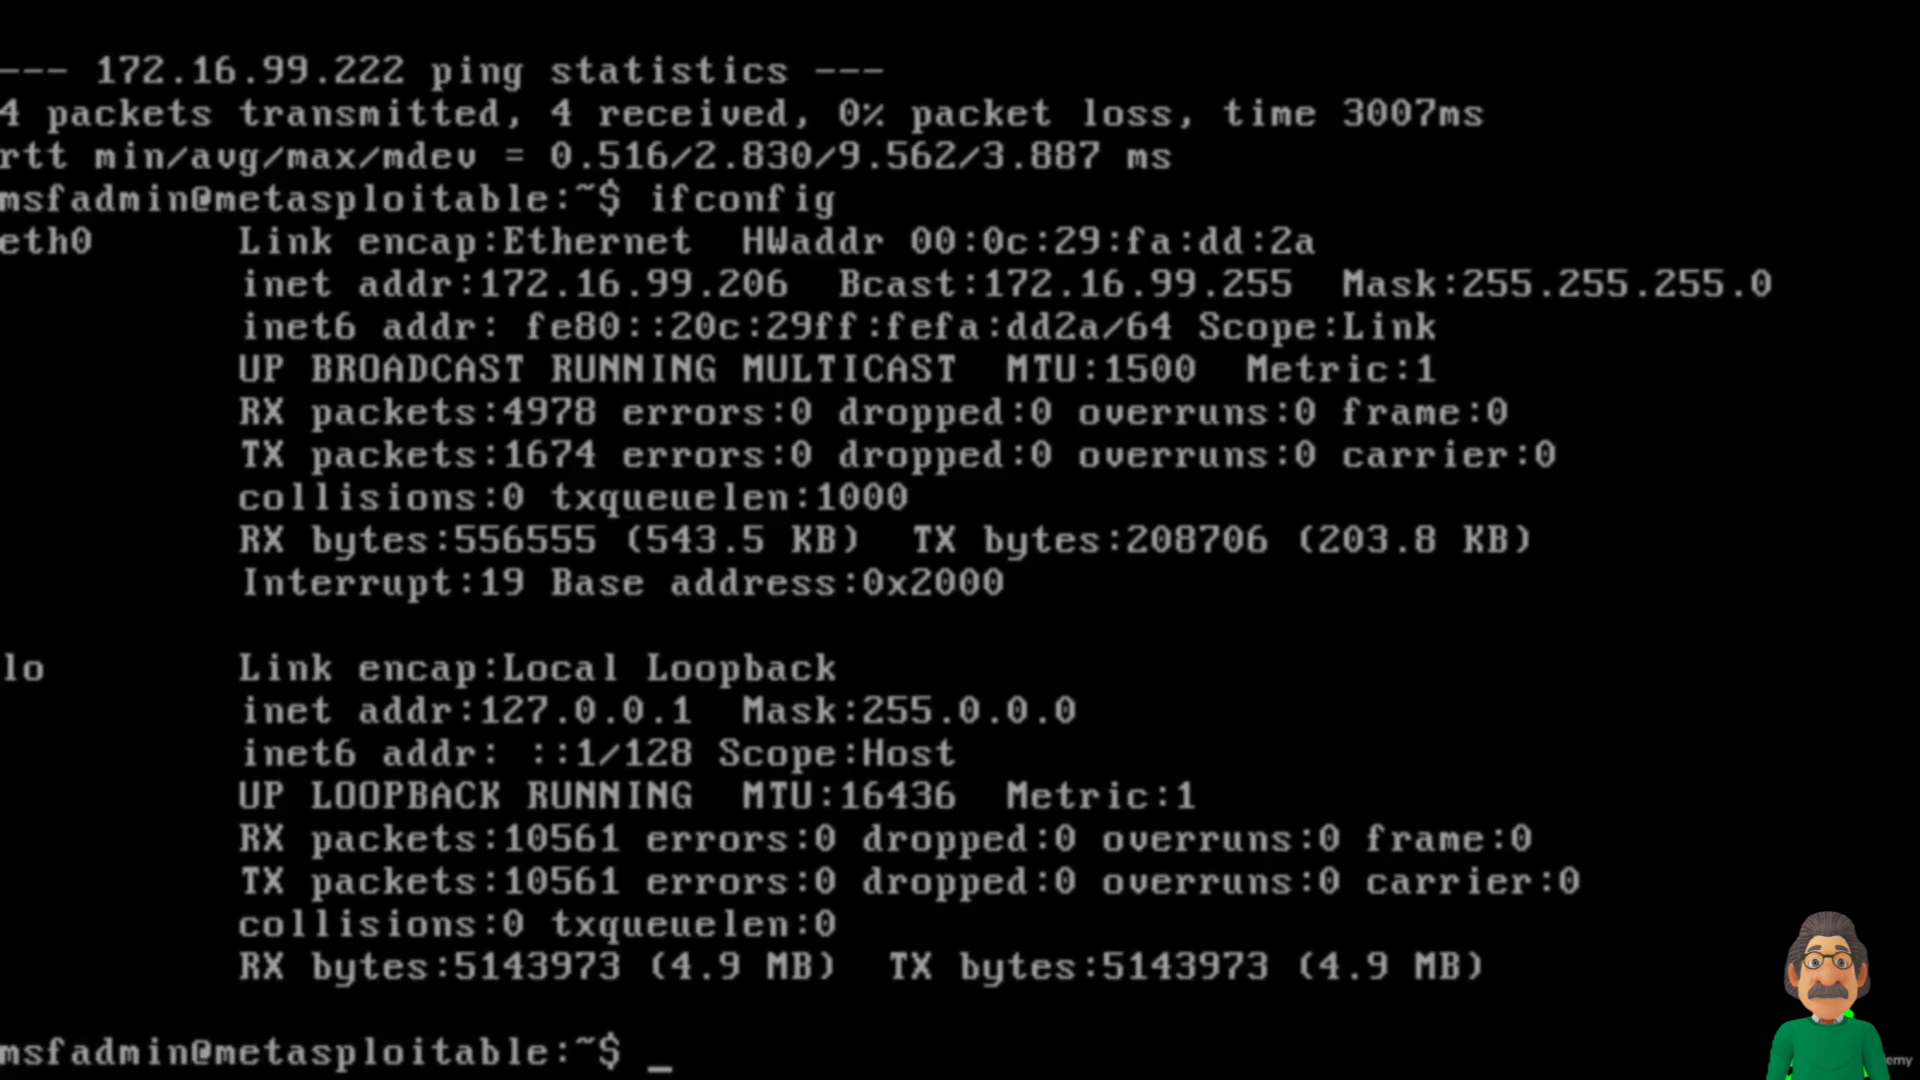 --- 172.16.99.222 ping statistics ---
4 packets transmitted, 4 received, 0% packet loss, time 3007ms
rtt min/avg/max/mdev = 0.516/2.830/9.562/3.887 ms
msfadmin@metasploitable:~$ ifconfig
eth0      Link encap:Ethernet  HWaddr 00:0c:29:fa:dd:2a
          inet addr:172.16.99.206  Bcast:172.16.99.255  Mask:255.255.255.0
          inet6 addr: fe80::20c:29ff:fefa:dd2a/64 Scope:Link
          UP BROADCAST RUNNING MULTICAST  MTU:1500  Metric:1
          RX packets:4978 errors:0 dropped:0 overruns:0 frame:0
          TX packets:1674 errors:0 dropped:0 overruns:0 carrier:0
          collisions:0 txqueuelen:1000
          RX bytes:556555 (543.5 KB)  TX bytes:208706 (203.8 KB)
          Interrupt:19 Base address:0x2000

lo        Link encap:Local Loopback
          inet addr:127.0.0.1  Mask:255.0.0.0
          inet6 addr: ::1/128 Scope:Host
          UP LOOPBACK RUNNING  MTU:16436  Metric:1
          RX packets:10561 errors:0 dropped:0 overruns:0 frame:0
          TX packets:10561 errors:0 dropped:0 overruns:0 carrier:0
          collisions:0 txqueuelen:0
          RX bytes:5143973 (4.9 MB)  TX bytes:5143973 (4.9 MB)

msfadmin@metasploitable:~$ _
emy